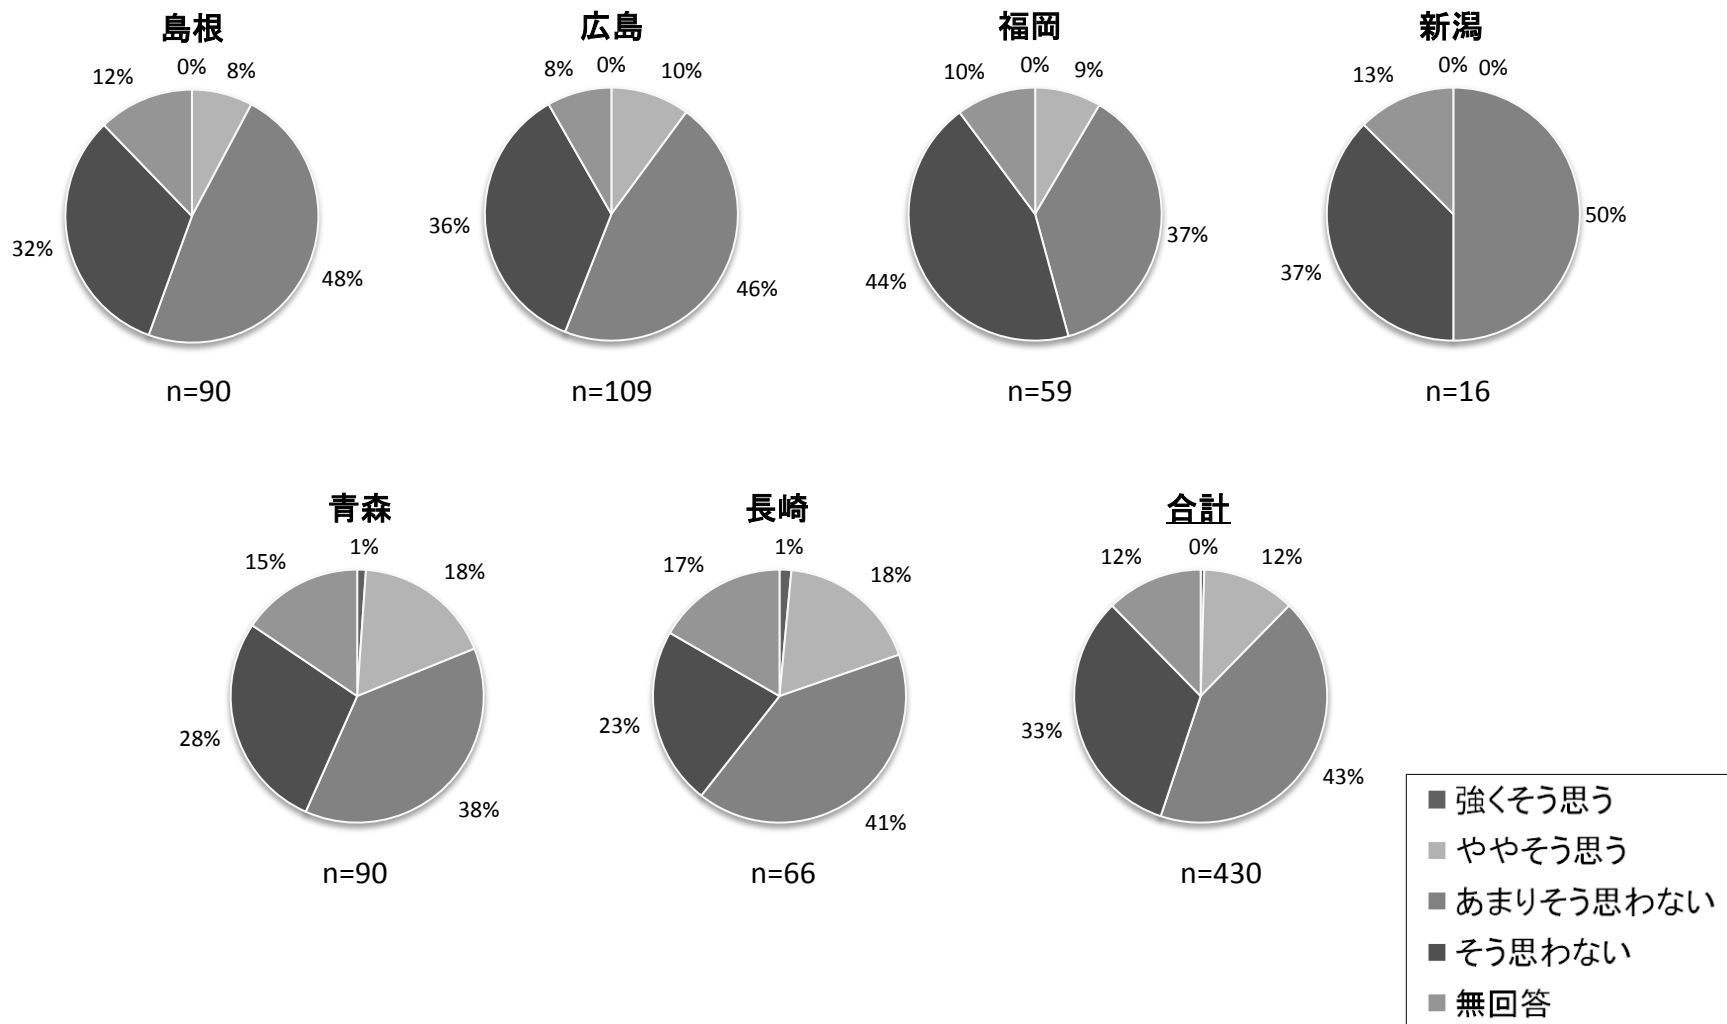 島根
12%
0%
8%
32%
48%
n=90
広島
8%
0%
10%
36%
46%
n=109
福岡
10%
0%
9%
44%
37%
n=59
新潟
13%
0%
0%
37%
50%
n=16
青森
15%
1%
18%
28%
38%
n=90
長崎
17%
1%
18%
23%
41%
n=66
合計
12%
0%
12%
33%
43%
n=430
強くそう思う
ややそう思う
あまりそう思わない
そう思わない
無回答